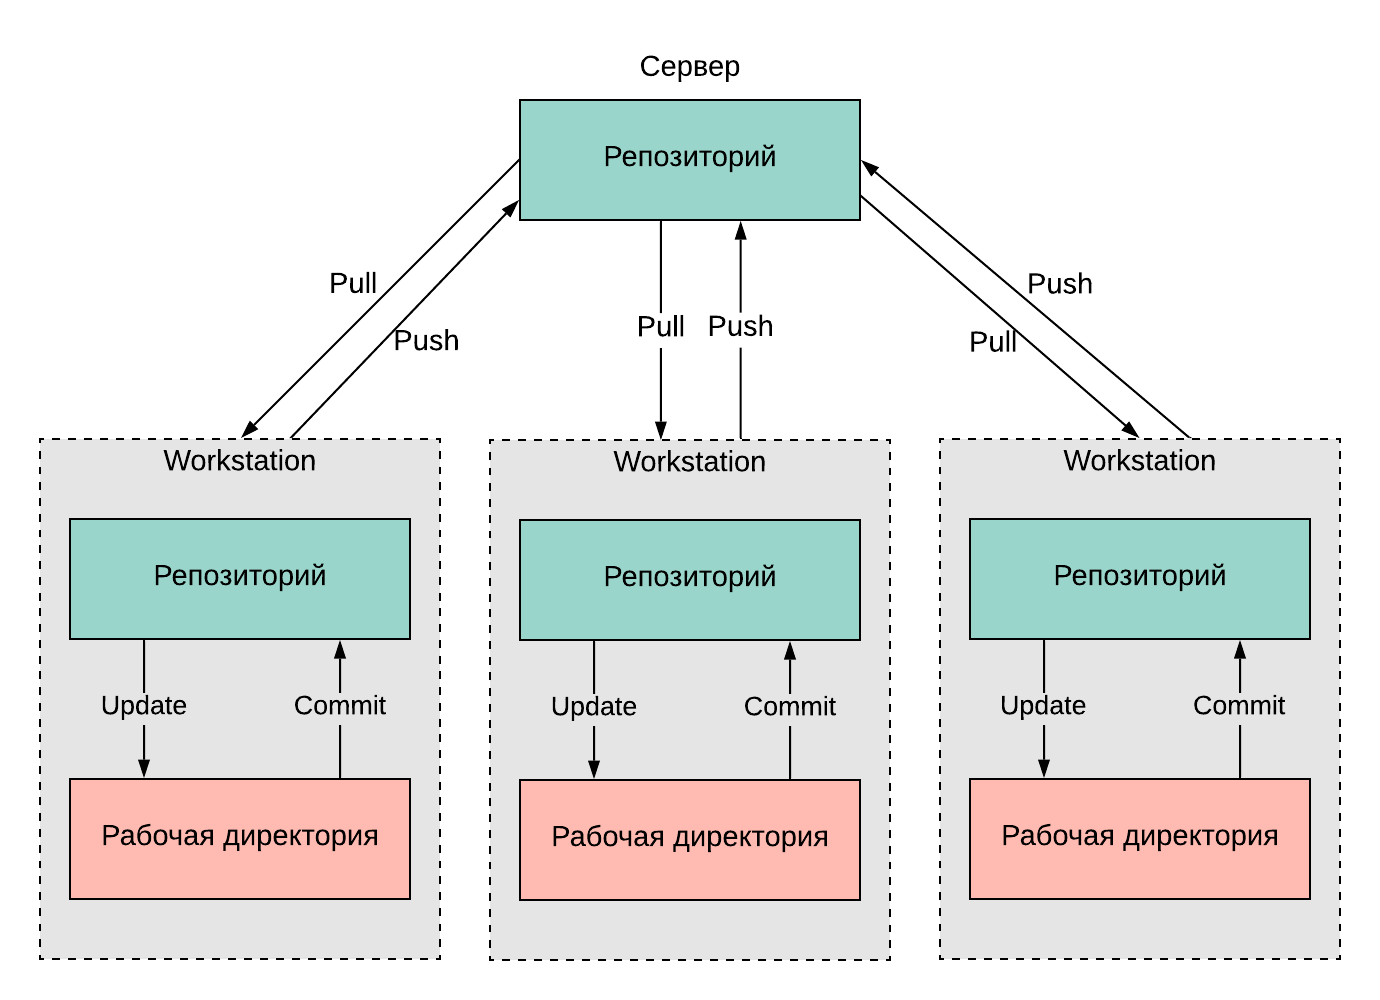 Сервер
Репозиторий
Pull
Push
Pull
Push
Push
Pull
Workstation
Workstation
Workstation
Репозиторий
Репозиторий
Репозиторий
Update
Commit
Update
Commit
Update
Commit
Рабочая директория
Рабочая директория
Рабочая директория